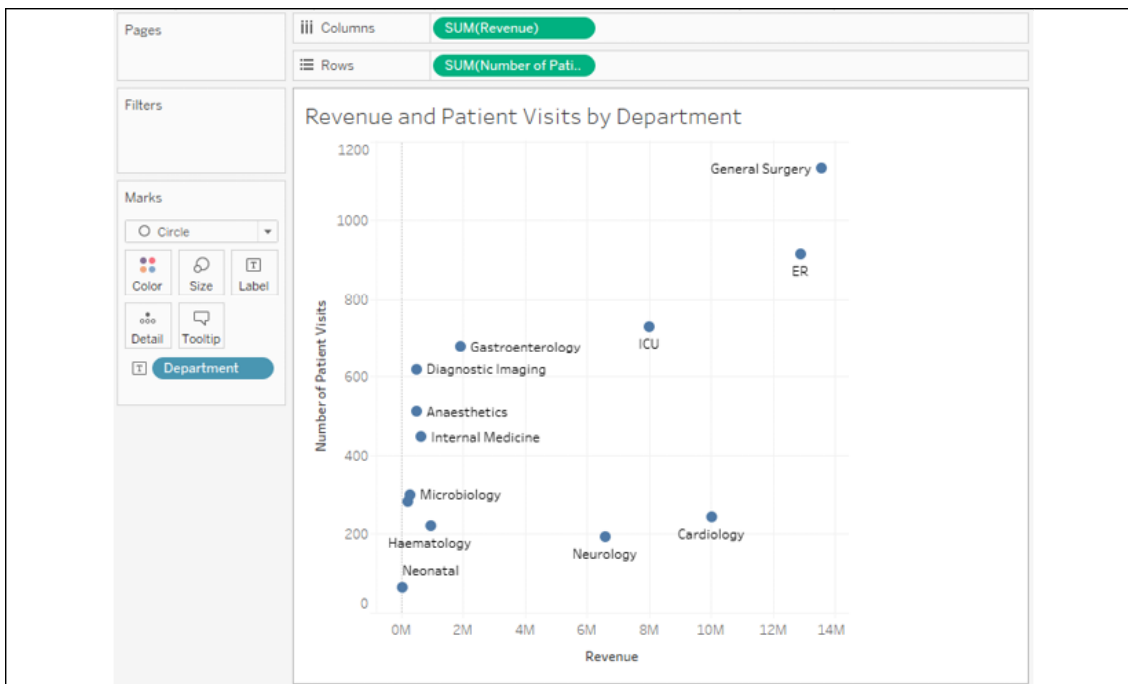 Pages
Columns
SUM(Revenue)
Rows
SUM(Number of Pati..
Filters
Marks
Circle
Color
Size
T
Label
Detail
Tooltip
T
Department
Revenue and Patient Visits by Department
1200
1000
800
600
400
200
0
Number of Patient Visits
General Surgery
ER
ICU
Gastroenterology
Diagnostic Imaging
Anaesthetics
Internal Medicine
Microbiology
Haematology
Cardiology
Neurology
Neonatal
0M 2M 4M 6M 8M 10M 12M 14M
Revenue